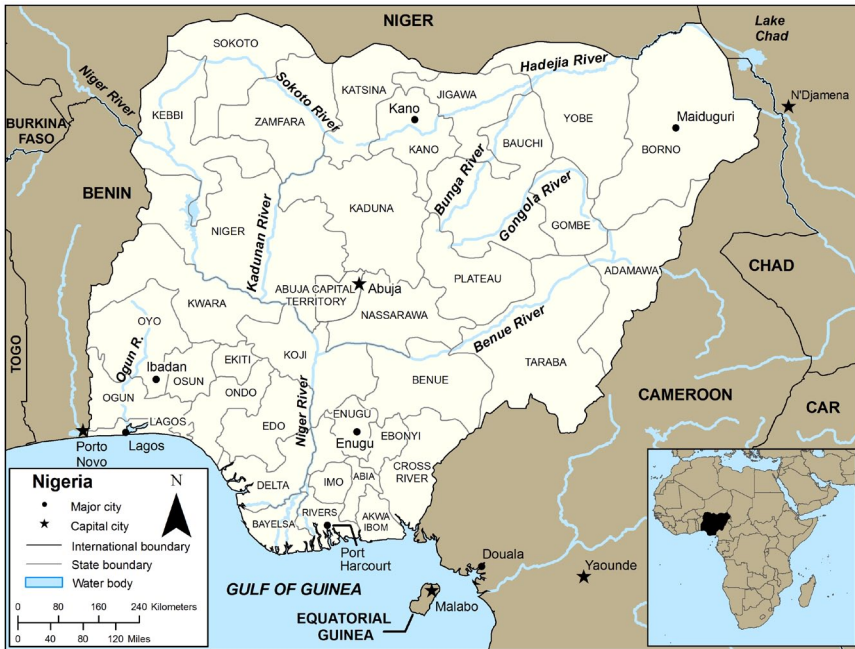 NIGER
Lake
Chad
SOKOTO
Niger River
Hadejia River
KATSINA
Sokoto River
JIGAWA
N'Djamena
KEBBI
ZAMFARA
Kano
YOBE
Maiduguri
BURKINA
FASO
KANO
BAUCHI
BORNO
BENIN
Bunga River
KADUNA
Gongola River
NIGER
Kadunan River
GOMBE
ADAMAWA
CHAD
PLATEAU
ABUJA CAPITAL
TERRITORY
Abuja
KWARA
NASSARAWA
OYO
Benue River
TOGO
Ogun R.
EKITI
KOJI
TARABA
Ibadan
OSUN
BENUE
CAMEROON
ONDO
Niger River
OGUN
ENUGU
CAR
LAGOS
EDO
Enugu
EBONYI
Porto
Novo
Lagos
CROSS
RIVER
DELTA
IMO
ABIA
BAYELSA
RIVERS
AKWA
IBOM
Port
Harcourt
Douala
Yaounde
GULF OF GUINEA
Malabo
EQUATORIAL
GUINEA
Nigeria
N
Major city
Capital city
International boundary
State boundary
Water body
0 80 160 240 Kilometers
0 40 80 120 Miles